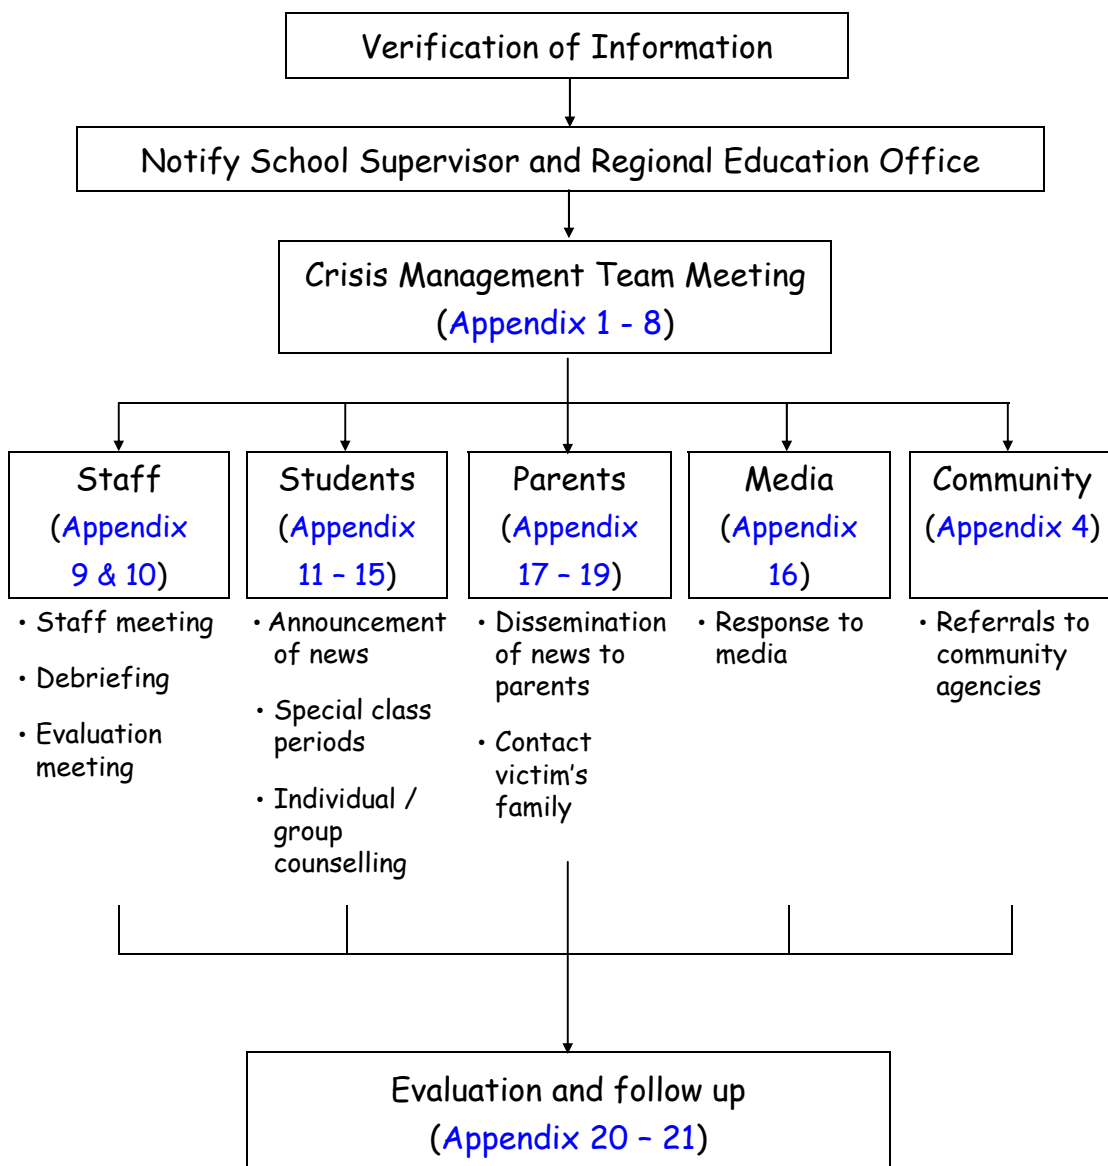 Verification of Information
Notify School Supervisor and Regional Education Office
Crisis Management Team Meeting
(Appendix 1 - 8)
Staff
(Appendix
9 & 10)
• Staff meeting
• Debriefing
• Evaluation
meeting
Students
(Appendix
11 – 15)
• Announcement
of news
• Special class
periods
• Individual /
group
counselling
Parents
(Appendix
17 – 19)
• Dissemination
of news to
parents
• Contact
victim’s
family
Media
(Appendix
16)
• Response to
media
Community
(Appendix 4)
• Referrals to
community
agencies
Evaluation and follow up
(Appendix 20 – 21)